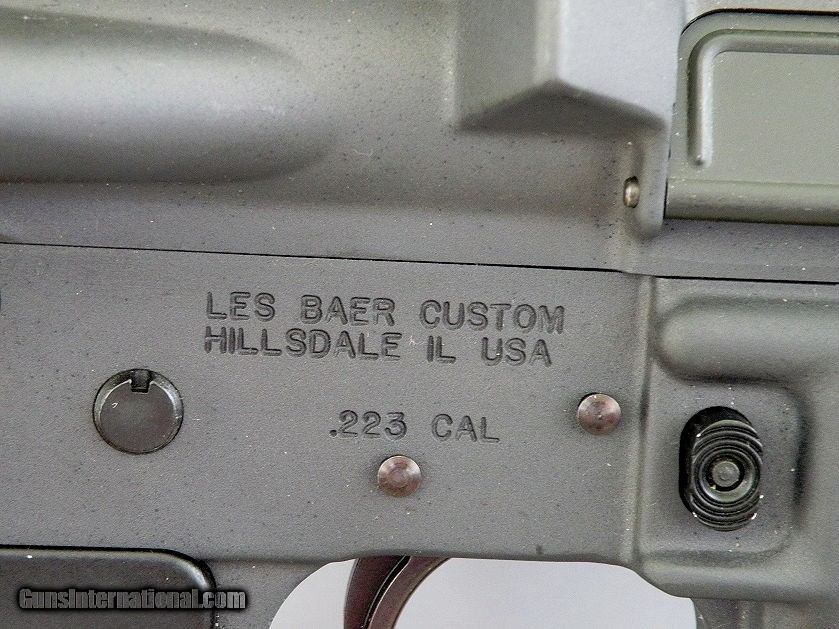 LES BAER CUSTOM
HILLSDALE IL USA
.223 CAL
GunsInternational.com